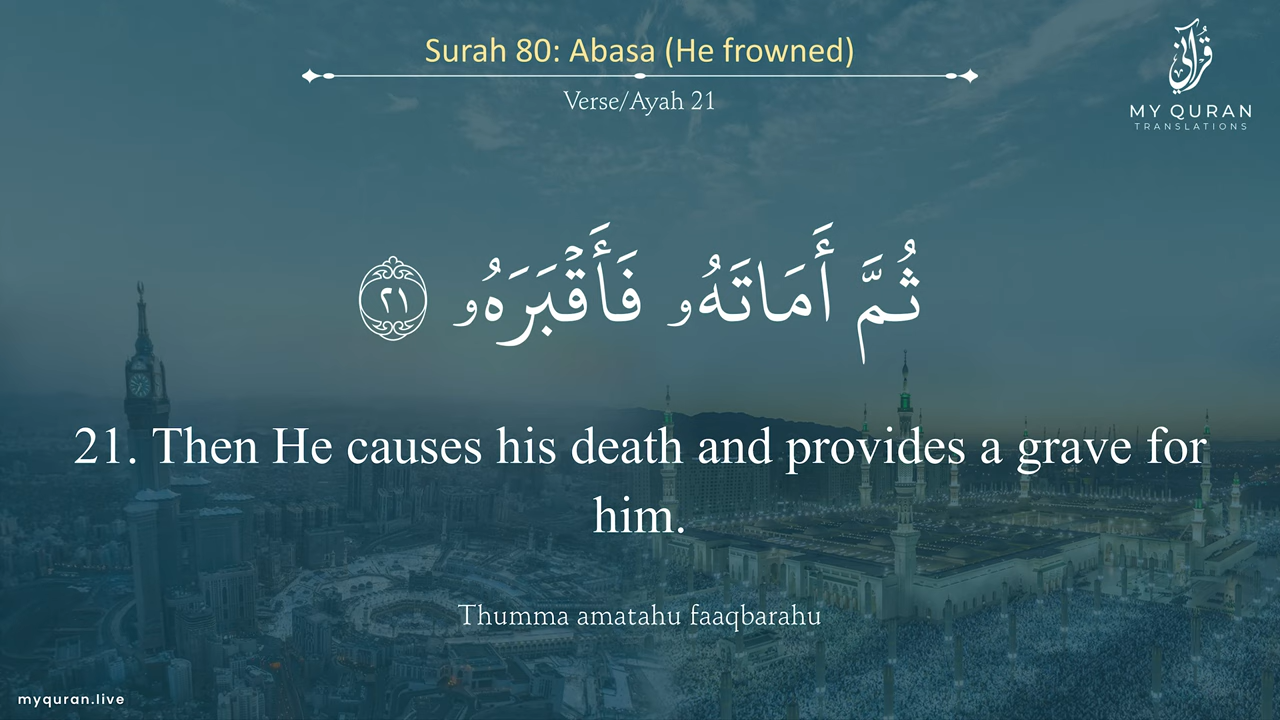 Surah 80: Abasa (He frowned)
Verse/Ayah 21
قُرْآنِي
MY QURAN
TRANSLATIONS
ثُمَّ أَمَاتَهُۥ فَأَقْبَرَهُۥ ٢١
21. Then He causes his death and provides a grave for
him.
Thumma amatahu faaqbarahu
myquran.live